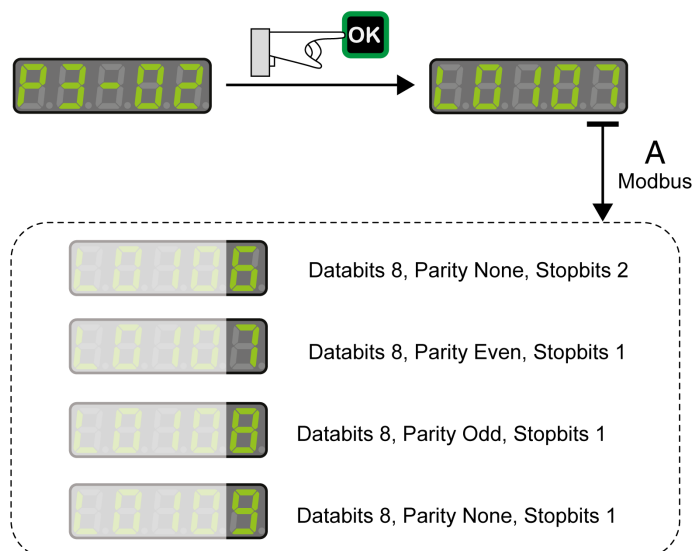 OK
P3-02
L0107
A
Modbus
L0106 Databits 8, Parity None, Stopbits 2
L0107 Databits 8, Parity Even, Stopbits 1
L0108 Databits 8, Parity Odd, Stopbits 1
L0109 Databits 8, Parity None, Stopbits 1